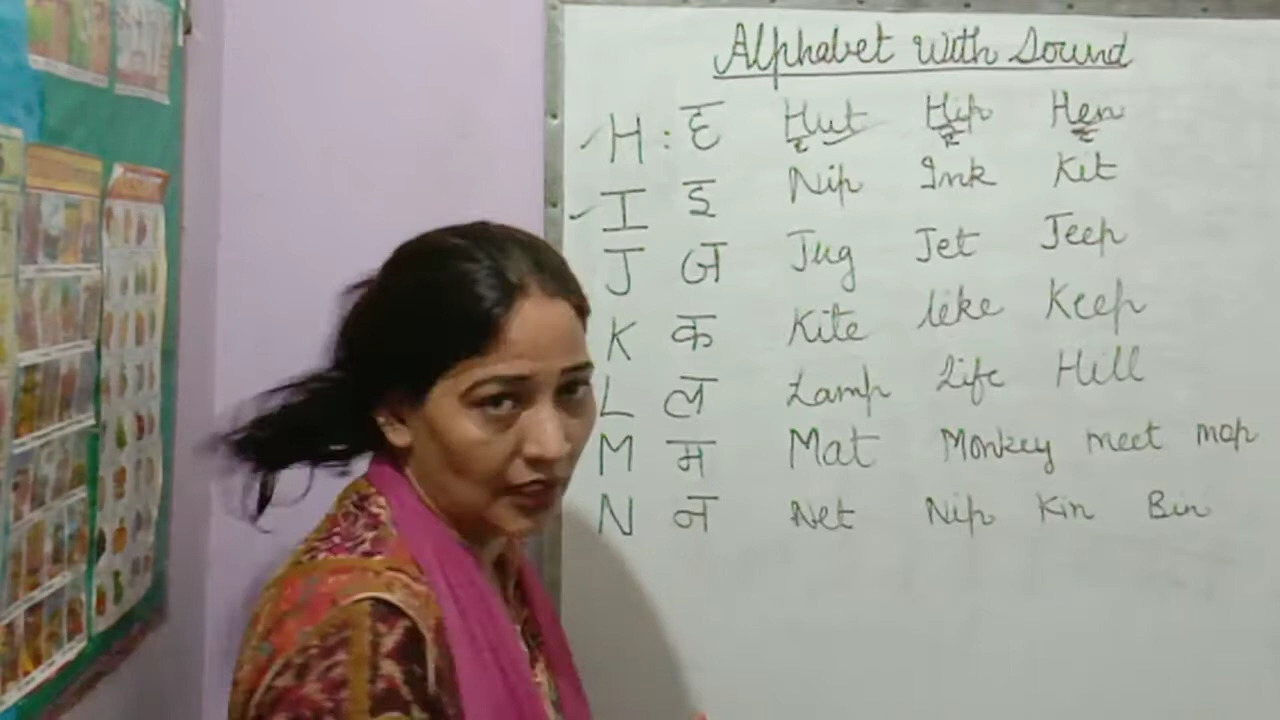 Alphabet with Sound
H : ह Hut Hip Hen
I इ Nip Ink Kit
J ज Jug Jet Jeep
K क Kite like Keep
L ल Lamp Life Hill
M म Mat Monkey meet map
N न Net Nip Kin Bin